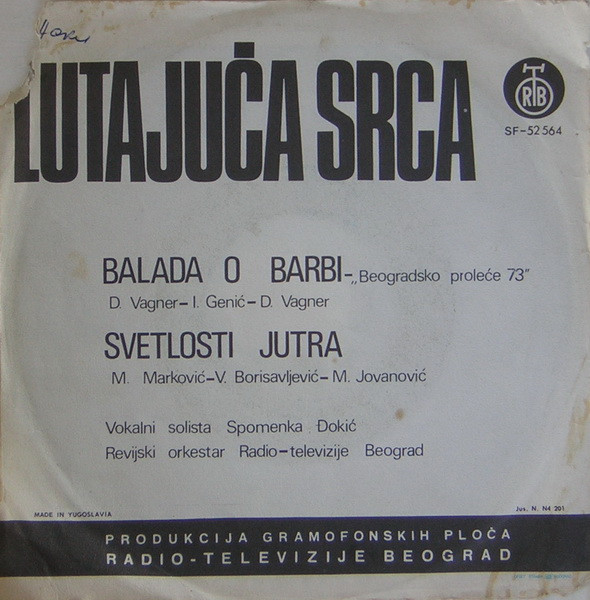 LUTAJUĆA SRCA
RTB
SF-52564
BALADA O BARBI-„Beogradsko proleće 73”
D. Vagner-I. Genić-D. Vagner
SVETLOSTI JUTRA
M. Marković-V. Borisavljević-M. Jovanović
Vokalni solista Spomenka Đokić
Revijski orkestar Radio-televizije Beograd
MADE IN YUGOSLAVIA
Jus. N. N4 201
PRODUKCIJA GRAMOFONSKIH PLOČA
RADIO-TELEVIZIJE BEOGRAD